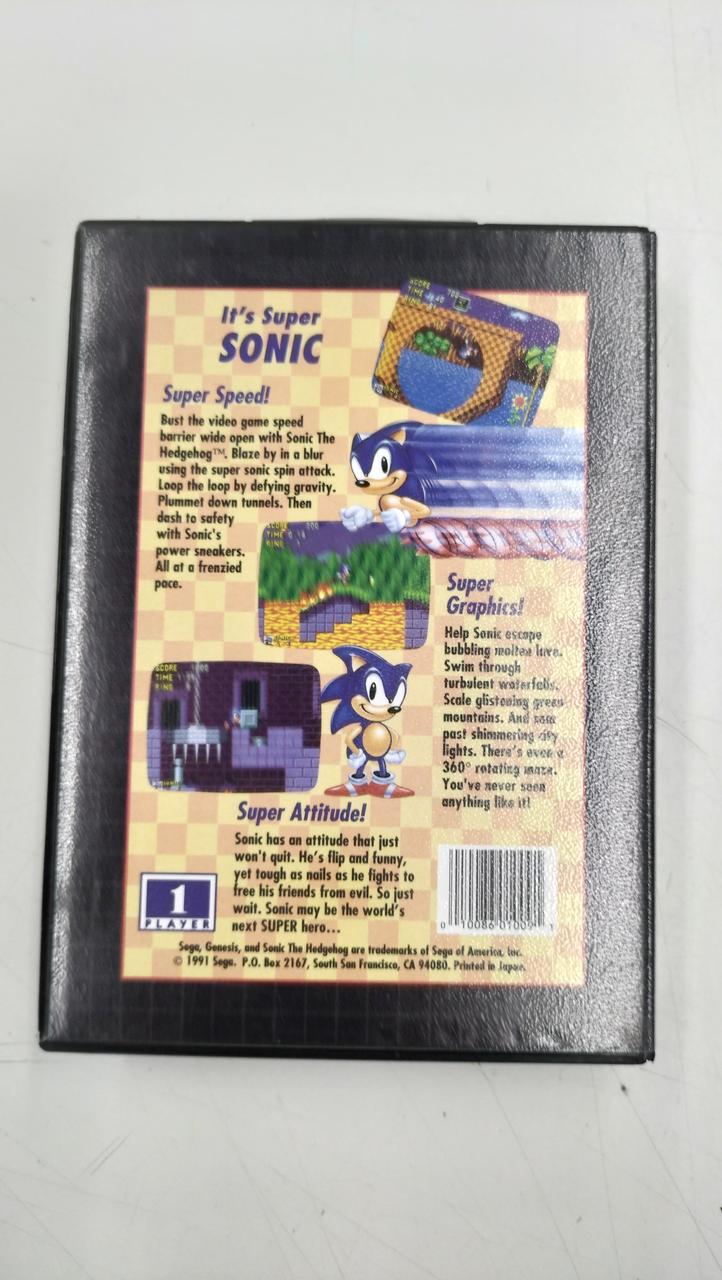 It's Super
SONIC
SCORE 700
TIME
Super Speed!
Bust the video game speed
barrier wide open with Sonic The
Hedgehog™. Blaze by in a blur
using the super sonic spin attack.
Loop the loop by defying gravity.
Plummet down tunnels. Then
dash to safety
with Sonic's
power sneakers.
All at a frenzied
pace.
SCORE 200
TIME
RING
Super
Graphics!
Help Sonic escape
bubbling molten lava.
Swim through
turbulent waterfalls.
Scale glistening green
mountains. And soar
past shimmering city
lights. There's even a
360° rotating maze.
You've never seen
anything like it!
SCORE
TIME
RING
Super Attitude!
Sonic has an attitude that just
won't quit. He's flip and funny,
yet tough as nails as he fights to
free his friends from evil. So just
wait. Sonic may be the world's
next SUPER hero...
1
PLAYER
0 10086 01009 1
Sega, Genesis, and Sonic The Hedgehog are trademarks of Sega of America, Inc.
© 1991 Sega. P.O. Box 2167, South San Francisco, CA 94080. Printed in Japan.